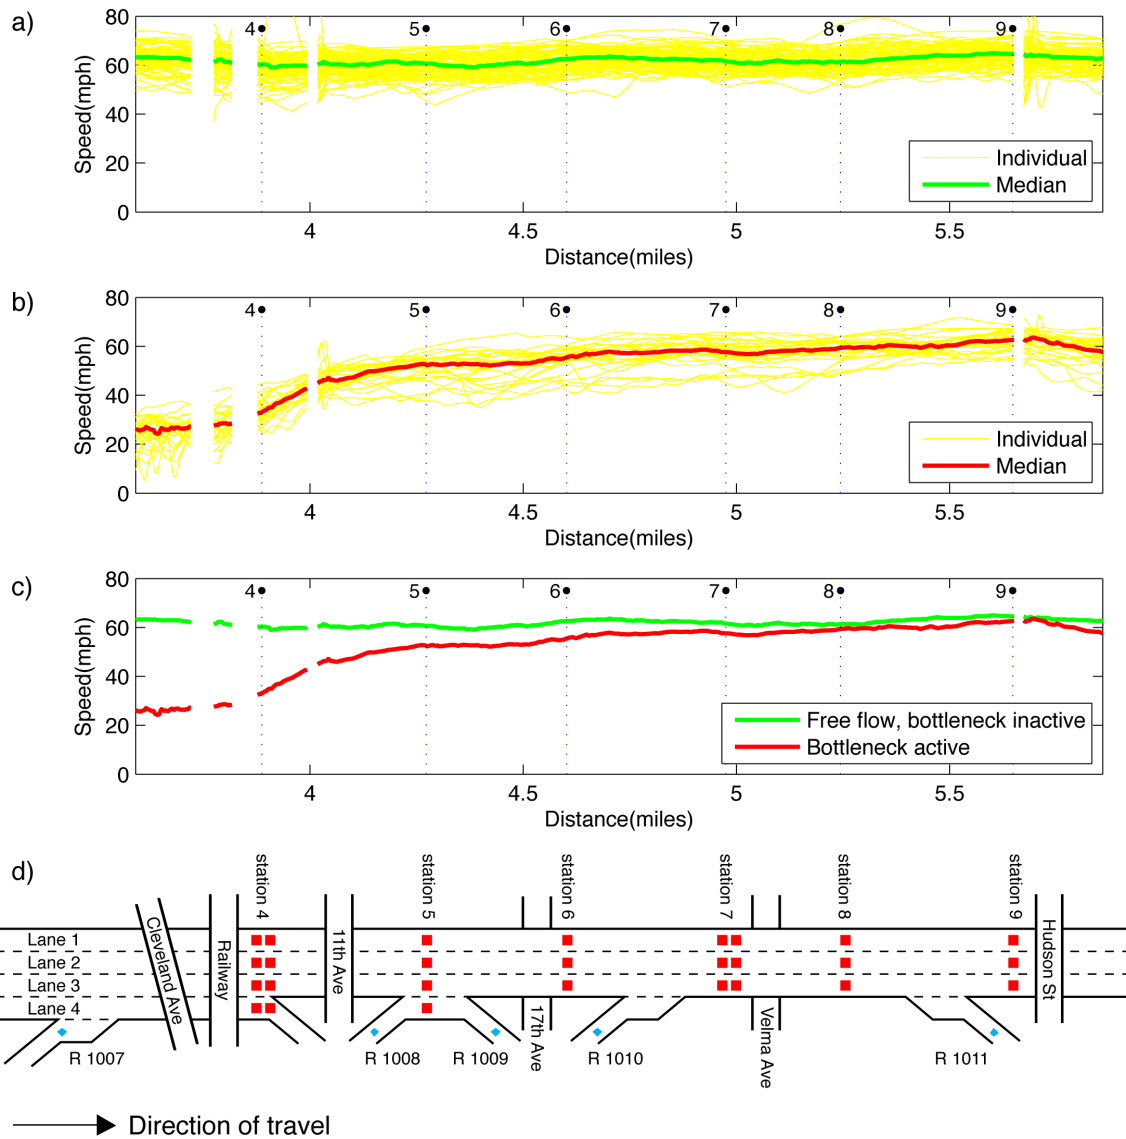 a)
80
60
40
20
0
Speed(mph)
4
5
6
7
8
9
Individual
Median
4
4.5
5
5.5
Distance(miles)
b)
80
60
40
20
0
Speed(mph)
4
5
6
7
8
9
Individual
Median
4
4.5
5
5.5
Distance(miles)
c)
80
60
40
20
0
Speed(mph)
4
5
6
7
8
9
Free flow, bottleneck inactive
Bottleneck active
4
4.5
5
5.5
Distance(miles)
d)
station 4
station 5
station 6
station 7
station 8
station 9
Lane 1
Lane 2
Lane 3
Lane 4
Cleveland Ave
Railway
11th Ave
17th Ave
Velma Ave
Hudson St
R 1007
R 1008
R 1009
R 1010
R 1011
Direction of travel